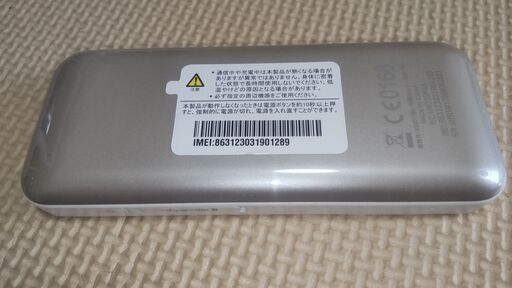 ・通信中や充電中は本製品が熱くなる場合が
ありますが異常ではありません。身体に密着
した状態で長時間使用しないでください。低
温やけどの原因となる場合があります。
・必ず指定の周辺機器をご使用ください。
注意
本製品が動作しなくなったときは電源ボタンを約10秒以上押
すと、強制的に電源が切れ、電源を入れ直すことができます。
IMEI:863123031901289